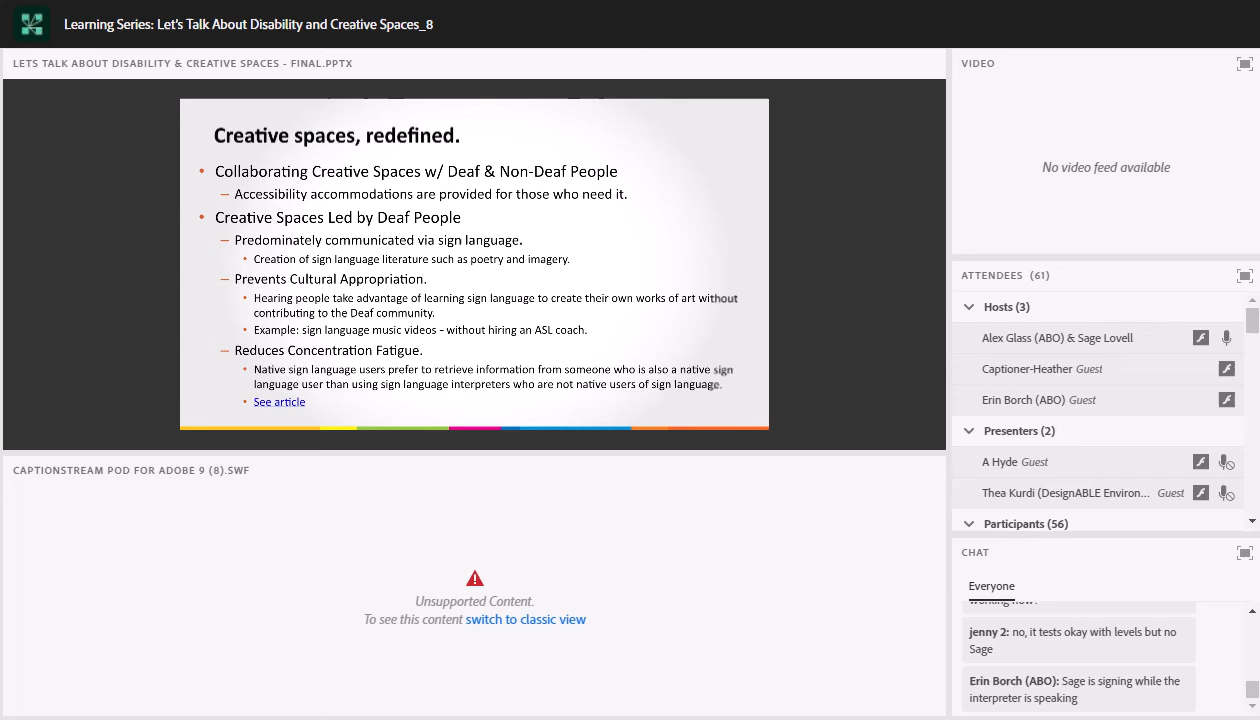 Learning Series: Let's Talk About Disability and Creative Spaces_8
LETS TALK ABOUT DISABILITY & CREATIVE SPACES - FINAL.PPTX
Creative spaces, redefined.
• Collaborating Creative Spaces w/ Deaf & Non-Deaf People
– Accessibility accommodations are provided for those who need it.
• Creative Spaces Led by Deaf People
– Predominately communicated via sign language.
• Creation of sign language literature such as poetry and imagery.
– Prevents Cultural Appropriation.
• Hearing people take advantage of learning sign language to create their own works of art without
contributing to the Deaf community.
• Example: sign language music videos - without hiring an ASL coach.
– Reduces Concentration Fatigue.
• Native sign language users prefer to retrieve information from someone who is also a native sign
language user than using sign language interpreters who are not native users of sign language.
• See article
CAPTIONSTREAM POD FOR ADOBE 9 (8).SWF
Unsupported Content.
To see this content switch to classic view
VIDEO
No video feed available
ATTENDEES (61)
Hosts (3)
Alex Glass (ABO) & Sage Lovell
Captioner-Heather Guest
Erin Borch (ABO) Guest
Presenters (2)
A Hyde Guest
Thea Kurdi (DesignABLE Environ... Guest
Participants (56)
CHAT
Everyone
working now?
jenny 2: no, it tests okay with levels but no
Sage
Erin Borch (ABO): Sage is signing while the
interpreter is speaking